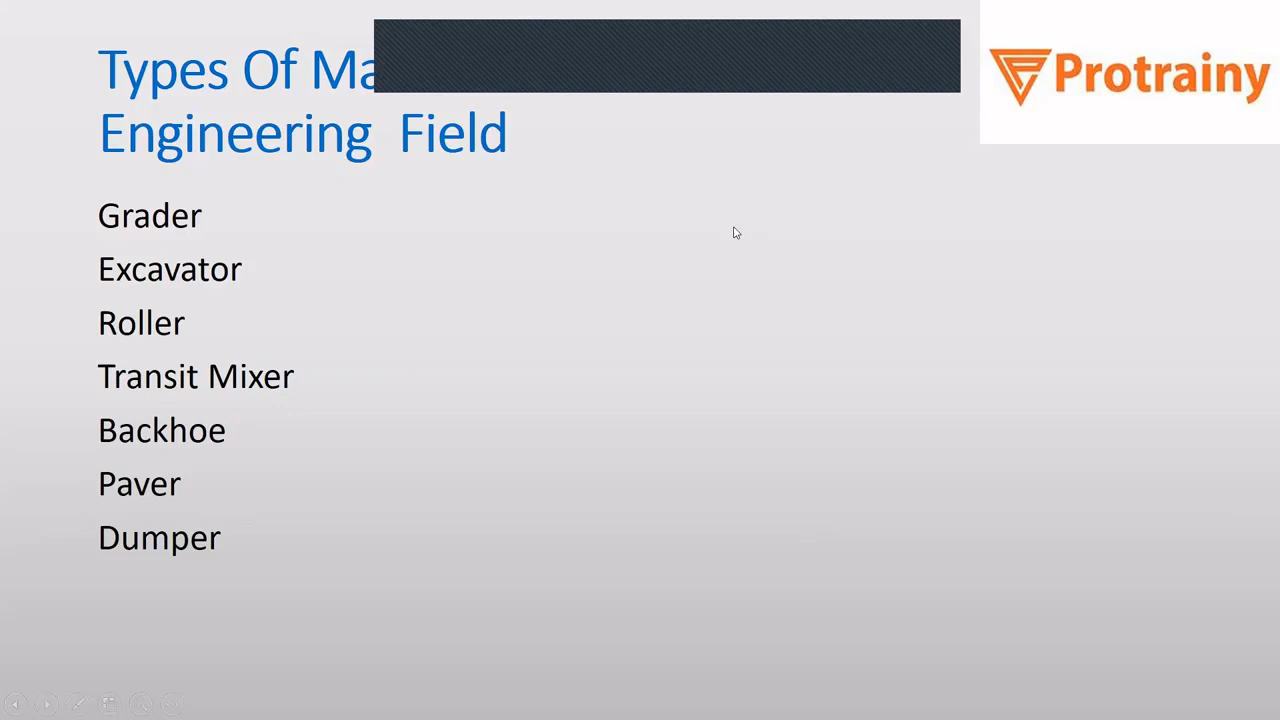 Types Of Ma
Engineering Field
Protrainy
Grader
Excavator
Roller
Transit Mixer
Backhoe
Paver
Dumper